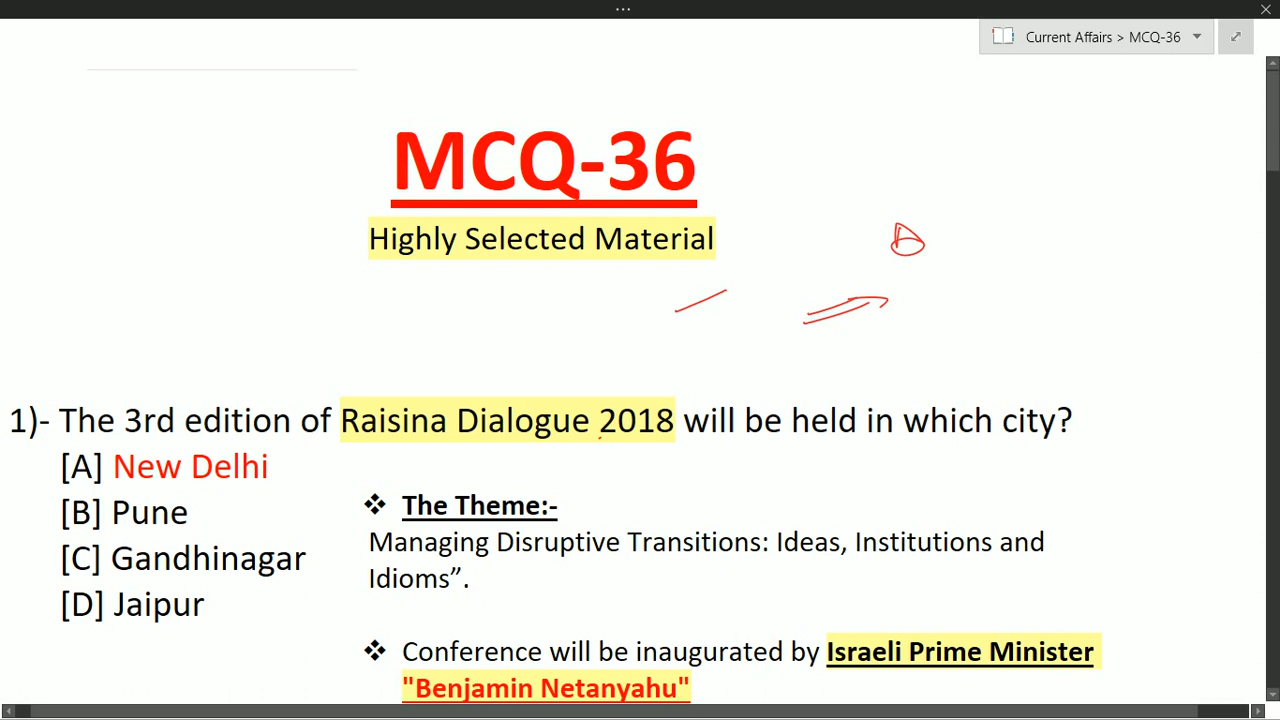 Current Affairs > MCQ-36
MCQ-36
Highly Selected Material
1)- The 3rd edition of Raisina Dialogue 2018 will be held in which city?
[A] New Delhi
[B] Pune
[C] Gandhinagar
[D] Jaipur
❖ The Theme:-
Managing Disruptive Transitions: Ideas, Institutions and
Idioms”.
❖ Conference will be inaugurated by Israeli Prime Minister
"Benjamin Netanyahu"